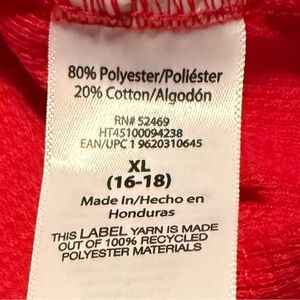 80% Polyester/Poliéster
20% Cotton/Algodón
RN# 52469
HT45100094238
EAN/UPC 1 9620310645
XL
(16-18)
Made In/Hecho en
Honduras
THIS LABEL YARN IS MADE
OUT OF 100% RECYCLED
POLYESTER MATERIALS